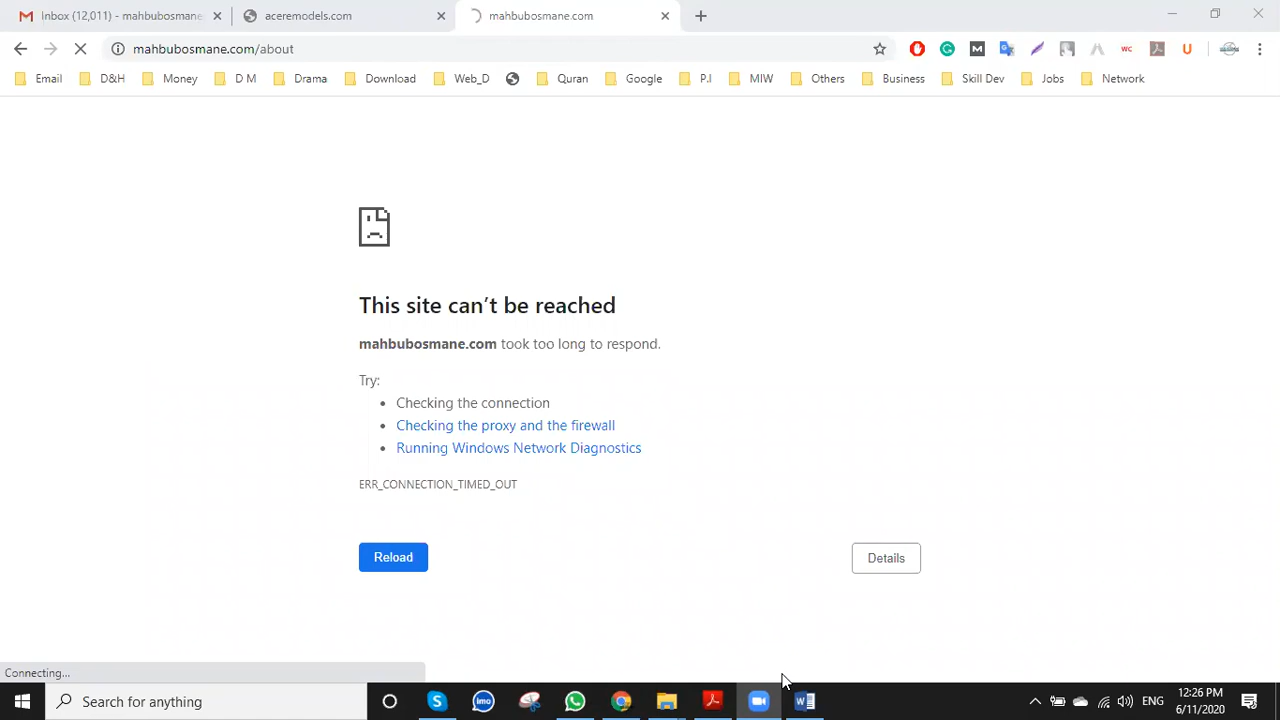 Inbox (12,011) - mahbubosmane
aceremodels.com
mahbubosmane.com
mahbubosmane.com/about
Email D&H Money D M Drama Download Web_D Quran Google P.I MIW Others Business Skill Dev Jobs Network
This site can't be reached
mahbubosmane.com took too long to respond.
Try:
• Checking the connection
• Checking the proxy and the firewall
• Running Windows Network Diagnostics
ERR_CONNECTION_TIMED_OUT
Reload
Details
Connecting...
Search for anything
ENG
12:26 PM
6/11/2020